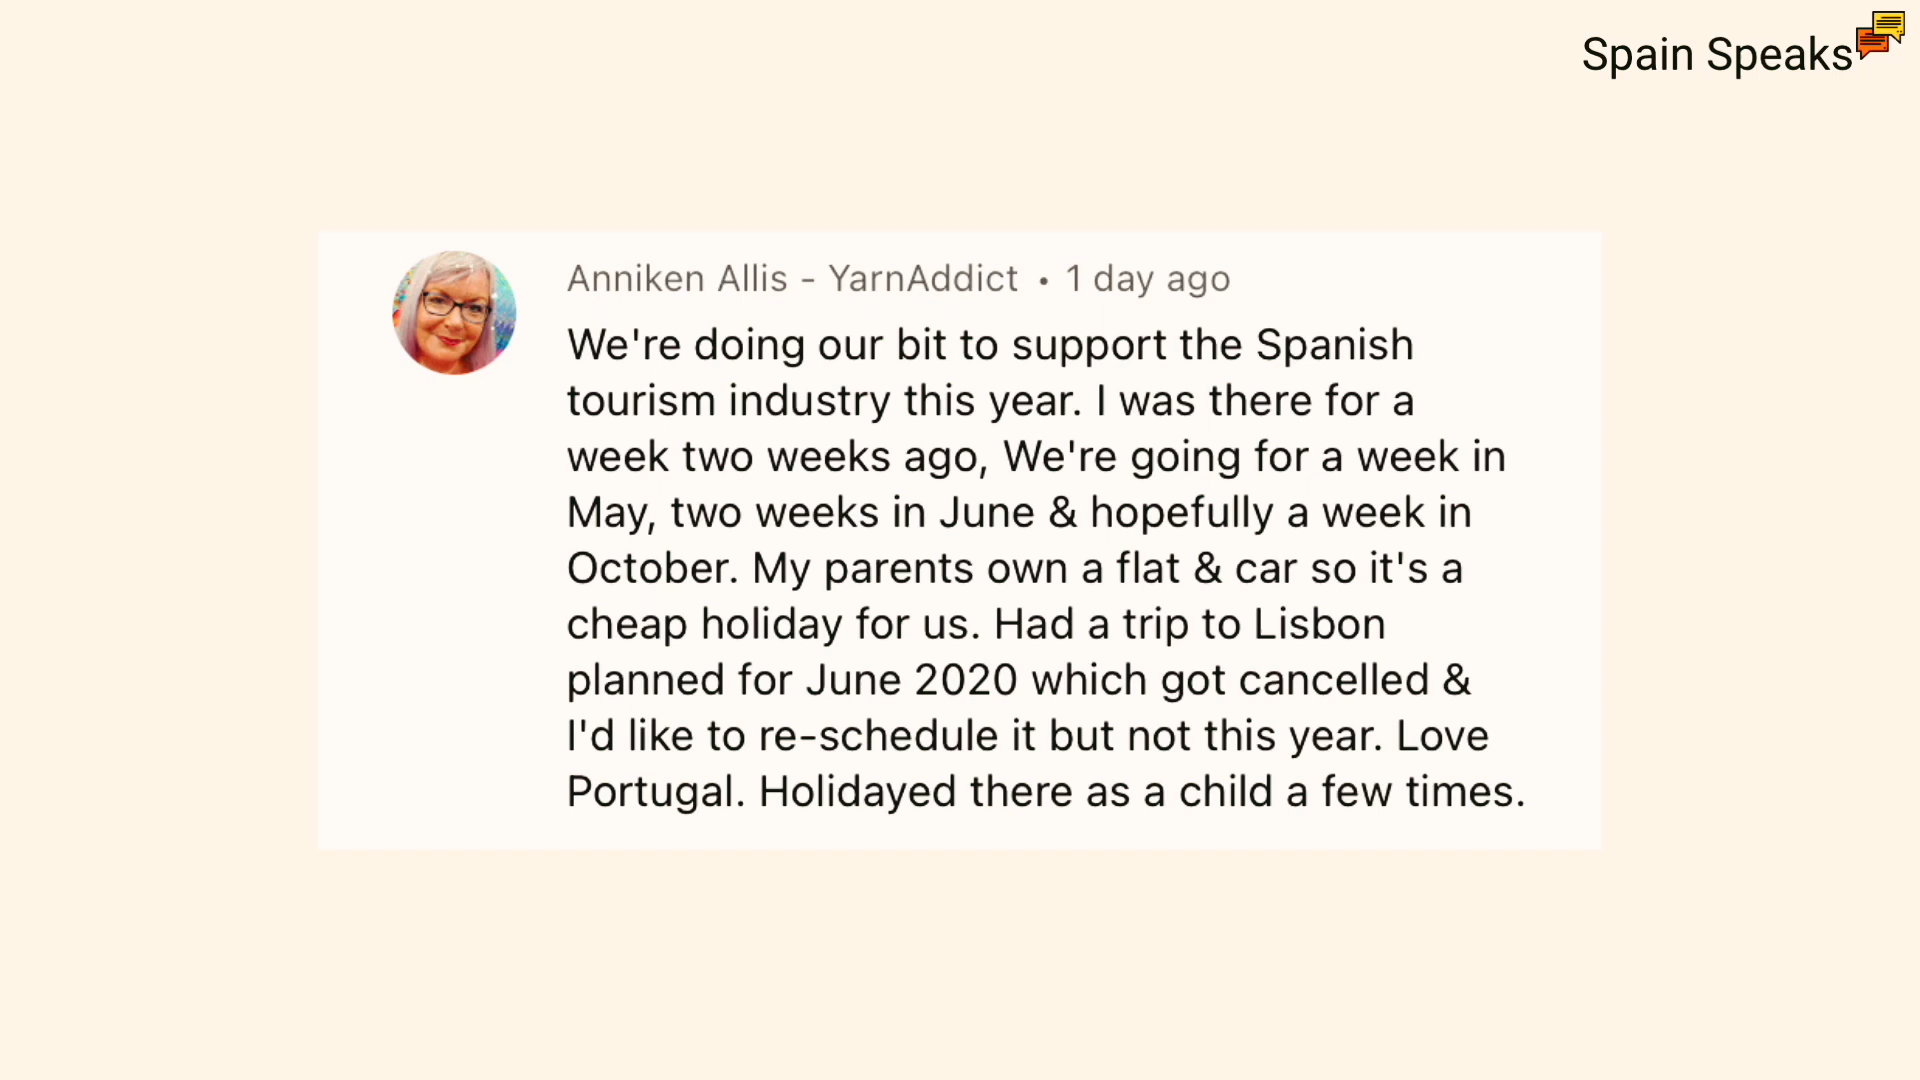 Spain Speaks
Anniken Allis - YarnAddict • 1 day ago
We're doing our bit to support the Spanish
tourism industry this year. I was there for a
week two weeks ago, We're going for a week in
May, two weeks in June & hopefully a week in
October. My parents own a flat & car so it's a
cheap holiday for us. Had a trip to Lisbon
planned for June 2020 which got cancelled &
I'd like to re-schedule it but not this year. Love
Portugal. Holidayed there as a child a few times.